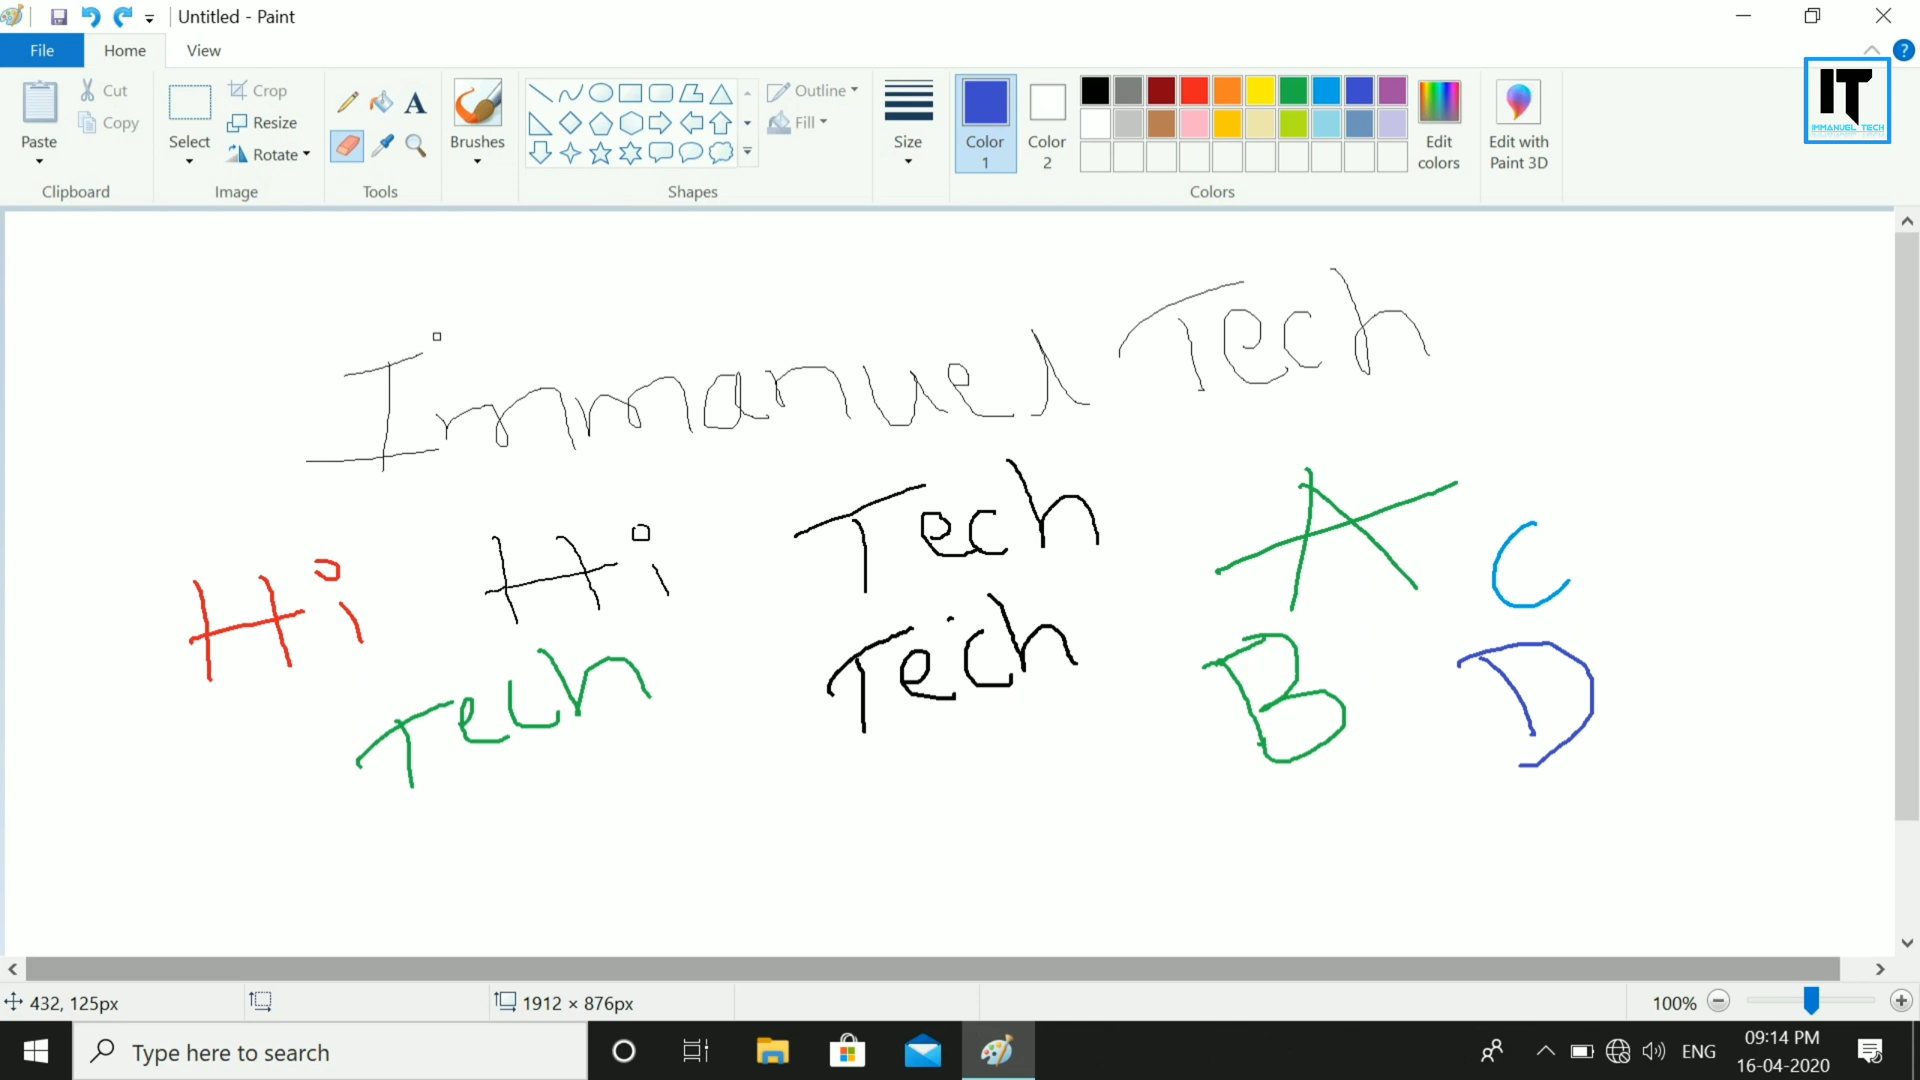 Untitled - Paint
File Home View
Paste
Cut
Copy
Clipboard
Select
Crop
Resize
Rotate
Image
A
Tools
Brushes
Shapes
Outline
Fill
Size
Color 1
Color 2
Colors
Edit colors
Edit with Paint 3D
?
IT
IMMANUEL TECH
Immanuel Tech
Hi Hi Tech A C
Tech Tech B D
432, 125px
1912 × 876px
100%
Type here to search
ENG
09:14 PM
16-04-2020